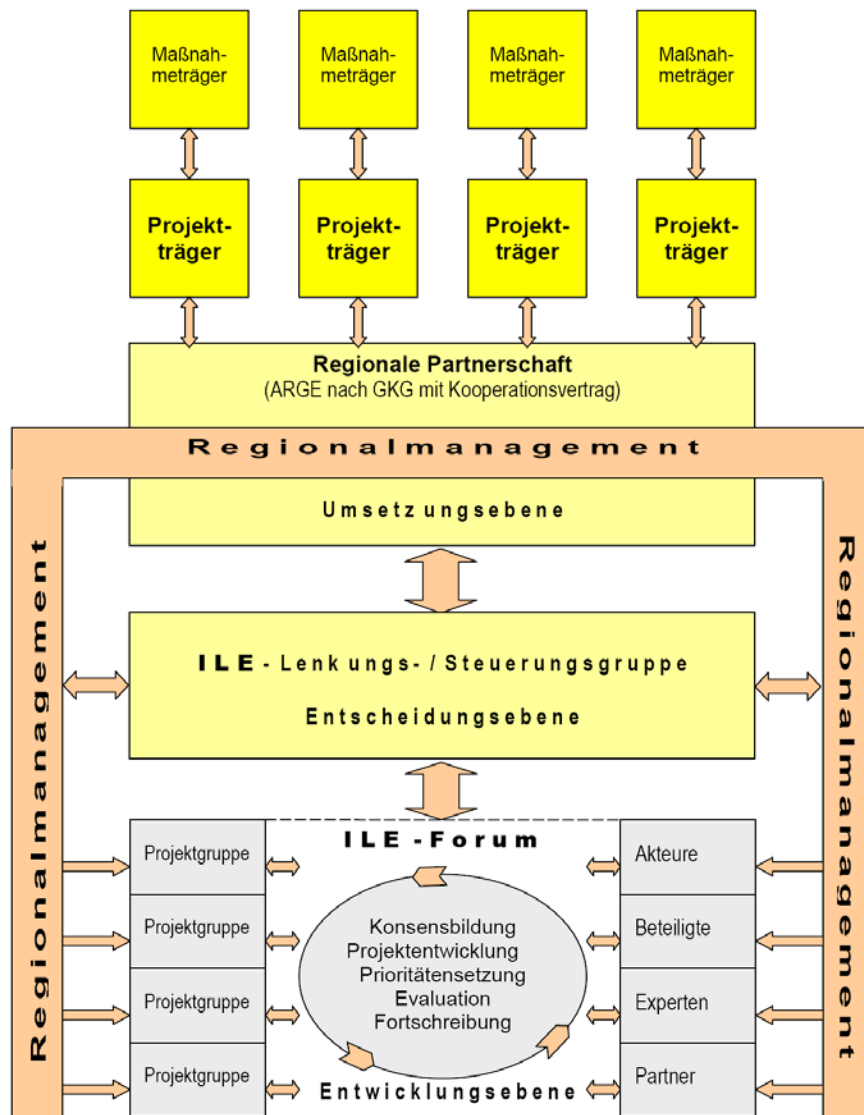 Maßnah-
meträger
Maßnah-
meträger
Maßnah-
meträger
Maßnah-
meträger
Projekt-
träger
Projekt-
träger
Projekt-
träger
Projekt-
träger
Regionale Partnerschaft
(ARGE nach GKG mit Kooperationsvertrag)
Regionalmanagement
Umsetzungsebene
Regionalmanagement
Regionalmanagement
ILE - Lenkungs- / Steuerungsgruppe
Entscheidungsebene
ILE - Forum
Projektgruppe
Projektgruppe
Projektgruppe
Projektgruppe
Konsensbildung
Projektentwicklung
Prioritätensetzung
Evaluation
Fortschreibung
Akteure
Beteiligte
Experten
Partner
Entwicklungsebene